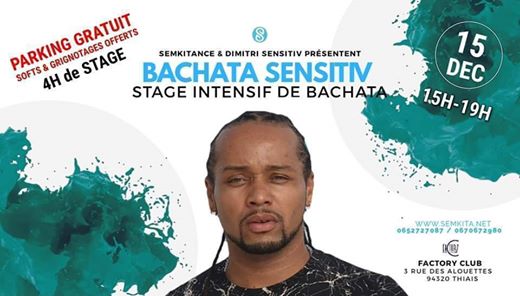 PARKING GRATUIT
SOFTS & GRIGNOTAGES OFFERTS
4H de STAGE
SEMKITANCE & DIMITRI SENSITIV PRÉSENTENT
BACHATA SENSITIV
STAGE INTENSIF DE BACHATA
15
DEC
15H-19H
WWW.SEMKITA.NET
0652727087 / 0670672980
FACTORY CLUB
3 RUE DES ALOUETTES
94320 THIAIS